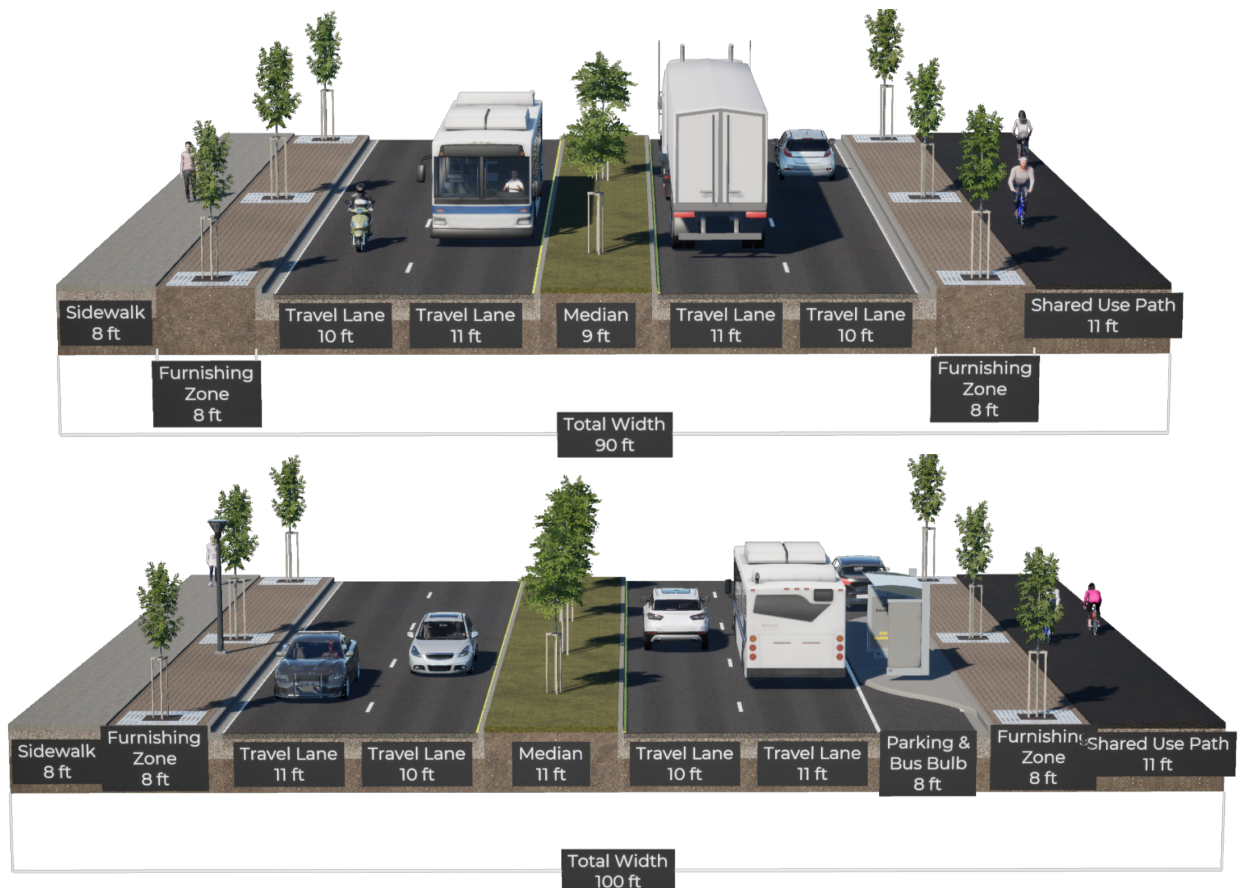 Sidewalk
8 ft
Travel Lane
10 ft
Travel Lane
11 ft
Median
9 ft
Travel Lane
11 ft
Travel Lane
10 ft
Shared Use Path
11 ft
Furnishing
Zone
8 ft
Furnishing
Zone
8 ft
Total Width
90 ft
Sidewalk
8 ft
Furnishing
Zone
8 ft
Travel Lane
11 ft
Travel Lane
10 ft
Median
11 ft
Travel Lane
10 ft
Travel Lane
11 ft
Parking &
Bus Bulb
8 ft
Furnishing
Zone
8 ft
Shared Use Path
11 ft
Total Width
100 ft